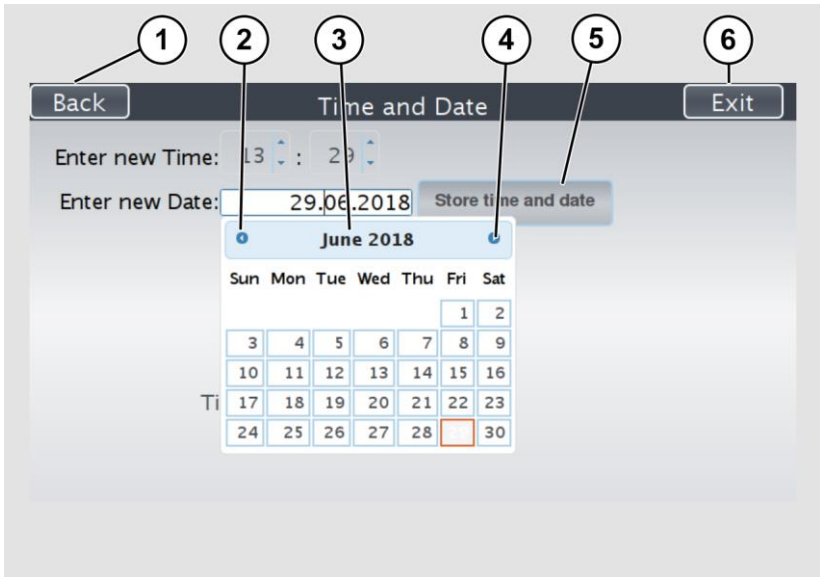 1 2 3 4 5 6
Back Time and Date Exit
Enter new Time: 13 : 29
Enter new Date: 29.06.2018 Store time and date
June 2018
Sun Mon Tue Wed Thu Fri Sat
1 2
3 4 5 6 7 8 9
10 11 12 13 14 15 16
Ti 17 18 19 20 21 22 23
24 25 26 27 28 29 30